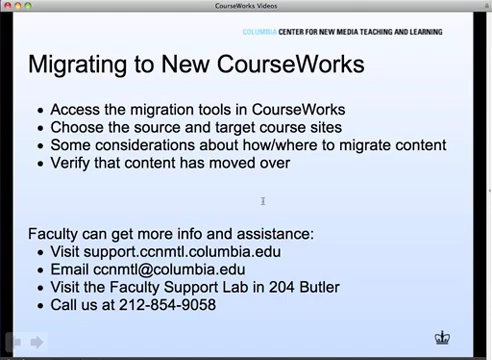 CourseWorks Videos
COLUMBIA CENTER FOR NEW MEDIA TEACHING AND LEARNING
Migrating to New CourseWorks
• Access the migration tools in CourseWorks
• Choose the source and target course sites
• Some considerations about how/where to migrate content
• Verify that content has moved over
Faculty can get more info and assistance:
• Visit support.ccnmtl.columbia.edu
• Email ccnmtl@columbia.edu
• Visit the Faculty Support Lab in 204 Butler
• Call us at 212-854-9058